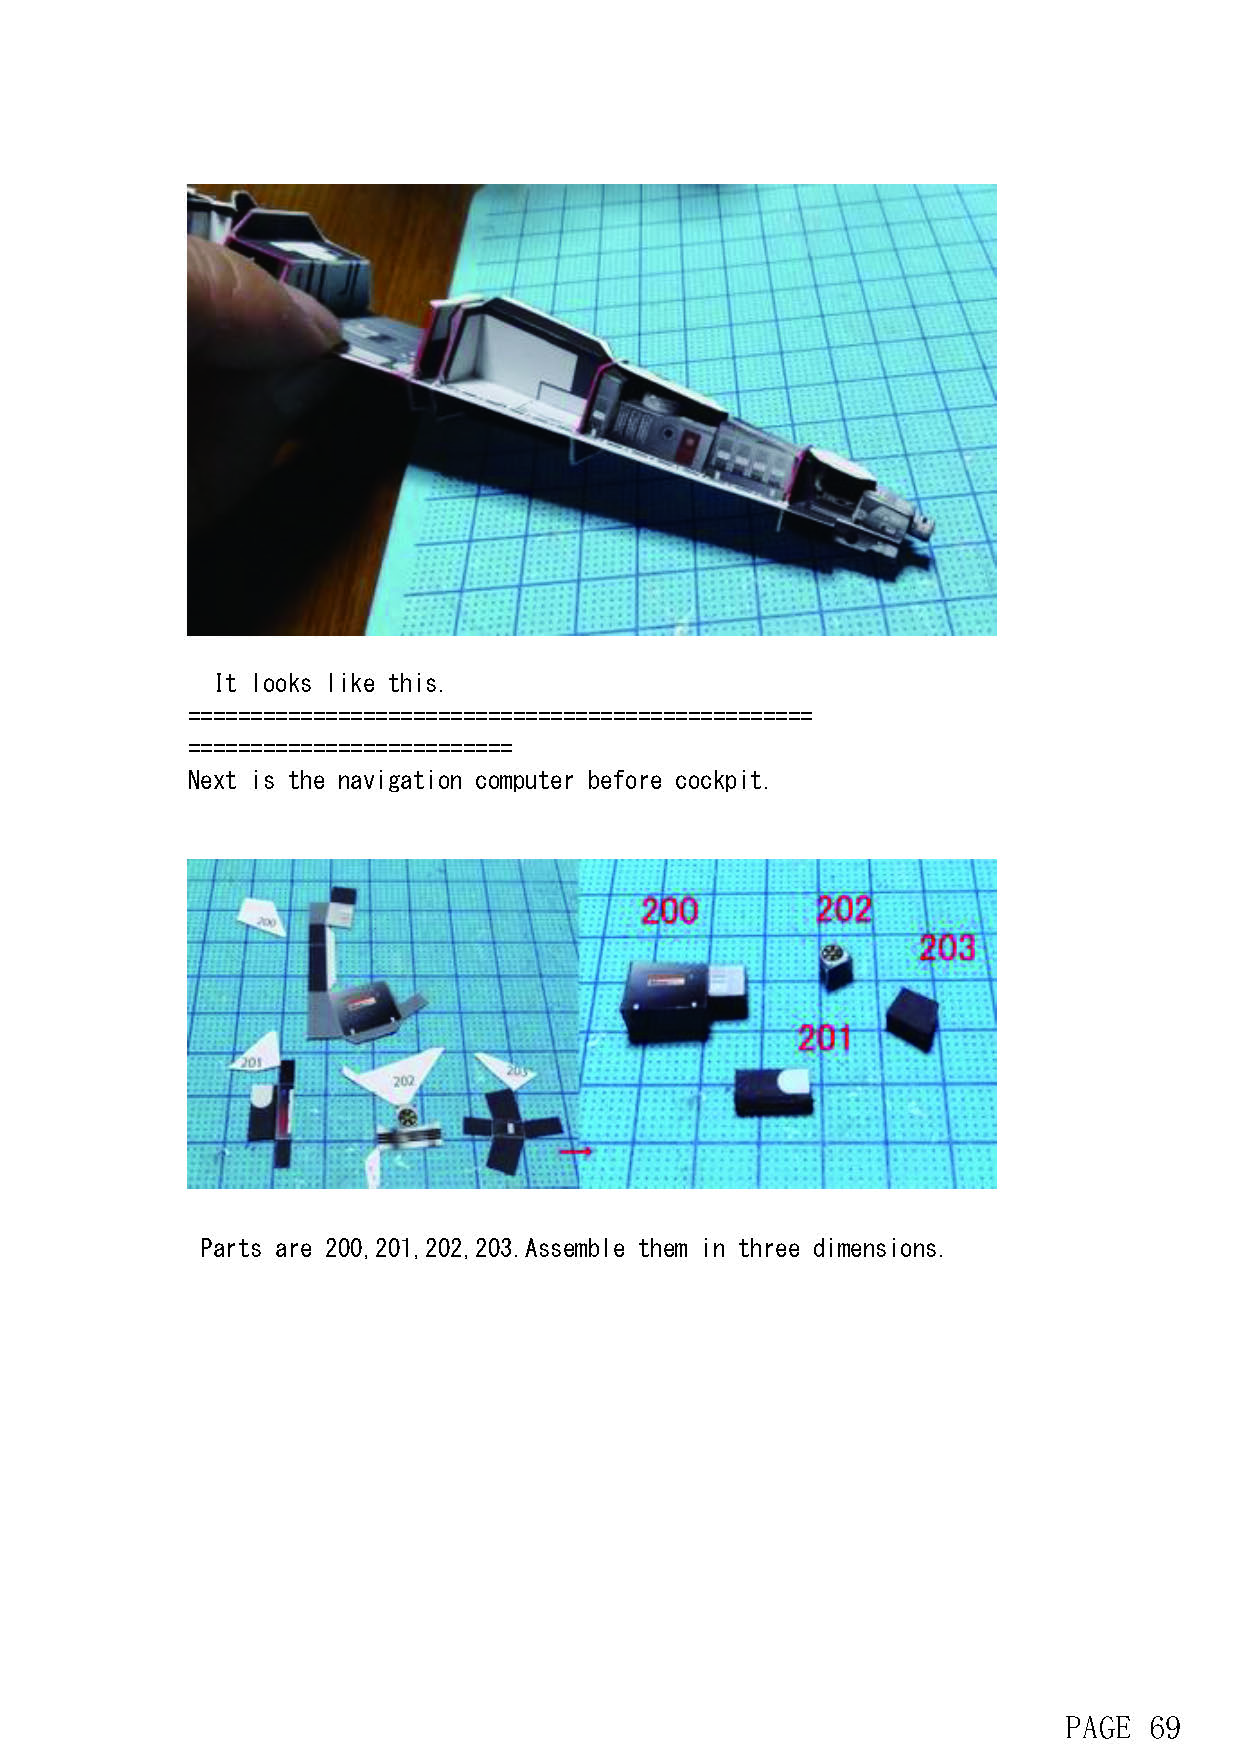 It looks like this.
==================================================
==========================
Next is the navigation computer before cockpit.
200
201
202
203
200
202
203
201
Parts are 200,201,202,203.Assemble them in three dimensions.
PAGE 69